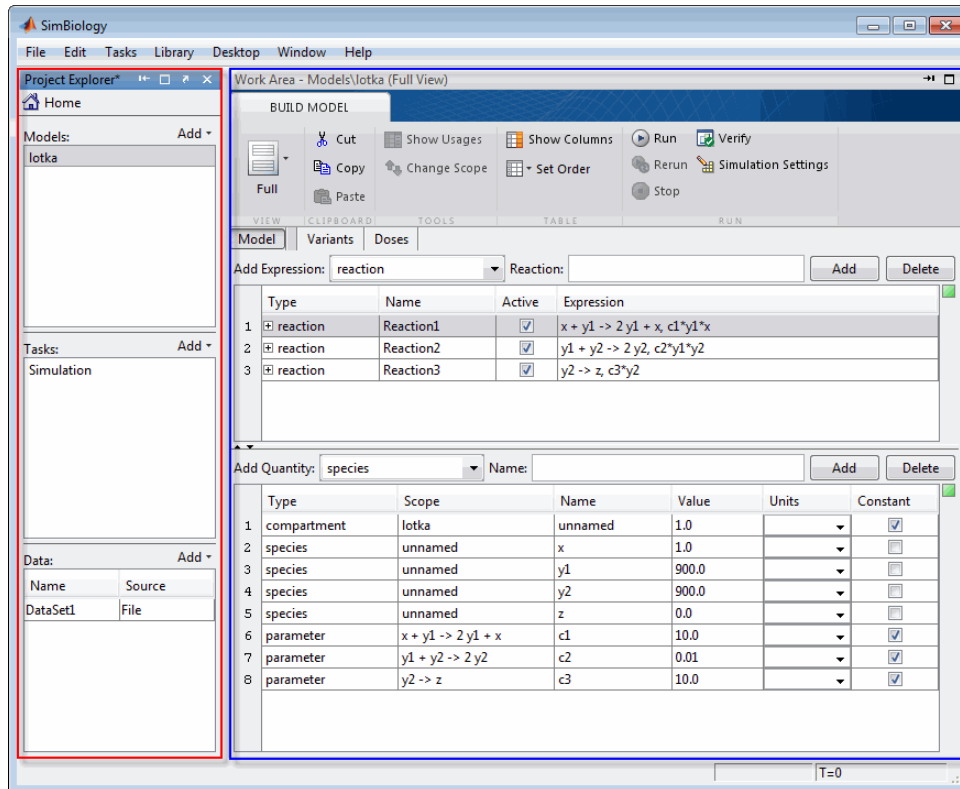 SimBiology
File Edit Tasks Library Desktop Window Help
Project Explorer*
Home
Models: Add
lotka
Tasks: Add
Simulation
Data: Add
Name Source
DataSet1 File
Work Area - Models\lotka (Full View)
BUILD MODEL
Full
VIEW
Cut
Copy
Paste
CLIPBOARD
Show Usages
Change Scope
TOOLS
Show Columns
Set Order
TABLE
Run Verify
Rerun Simulation Settings
Stop
RUN
Model Variants Doses
Add Expression: reaction Reaction: Add Delete
Type Name Active Expression
1 reaction Reaction1 x + y1 -> 2 y1 + x, c1*y1*x
2 reaction Reaction2 y1 + y2 -> 2 y2, c2*y1*y2
3 reaction Reaction3 y2 -> z, c3*y2
Add Quantity: species Name: Add Delete
Type Scope Name Value Units Constant
1 compartment lotka unnamed 1.0
2 species unnamed x 1.0
3 species unnamed y1 900.0
4 species unnamed y2 900.0
5 species unnamed z 0.0
6 parameter x + y1 -> 2 y1 + x c1 10.0
7 parameter y1 + y2 -> 2 y2 c2 0.01
8 parameter y2 -> z c3 10.0
T=0